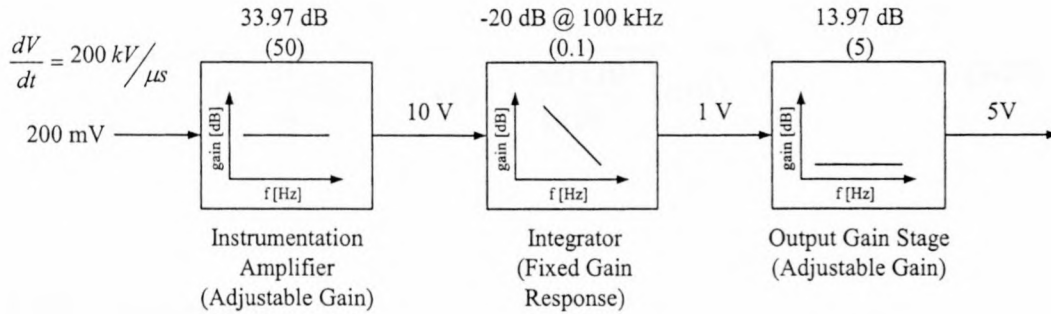 33.97 dB
(50)
-20 dB @ 100 kHz
(0.1)
13.97 dB
(5)
dV/dt = 200 kV/μs
200 mV
10 V
1 V
5V
gain [dB]
f [Hz]
gain [dB]
f [Hz]
gain [dB]
f [Hz]
Instrumentation
Amplifier
(Adjustable Gain)
Integrator
(Fixed Gain
Response)
Output Gain Stage
(Adjustable Gain)